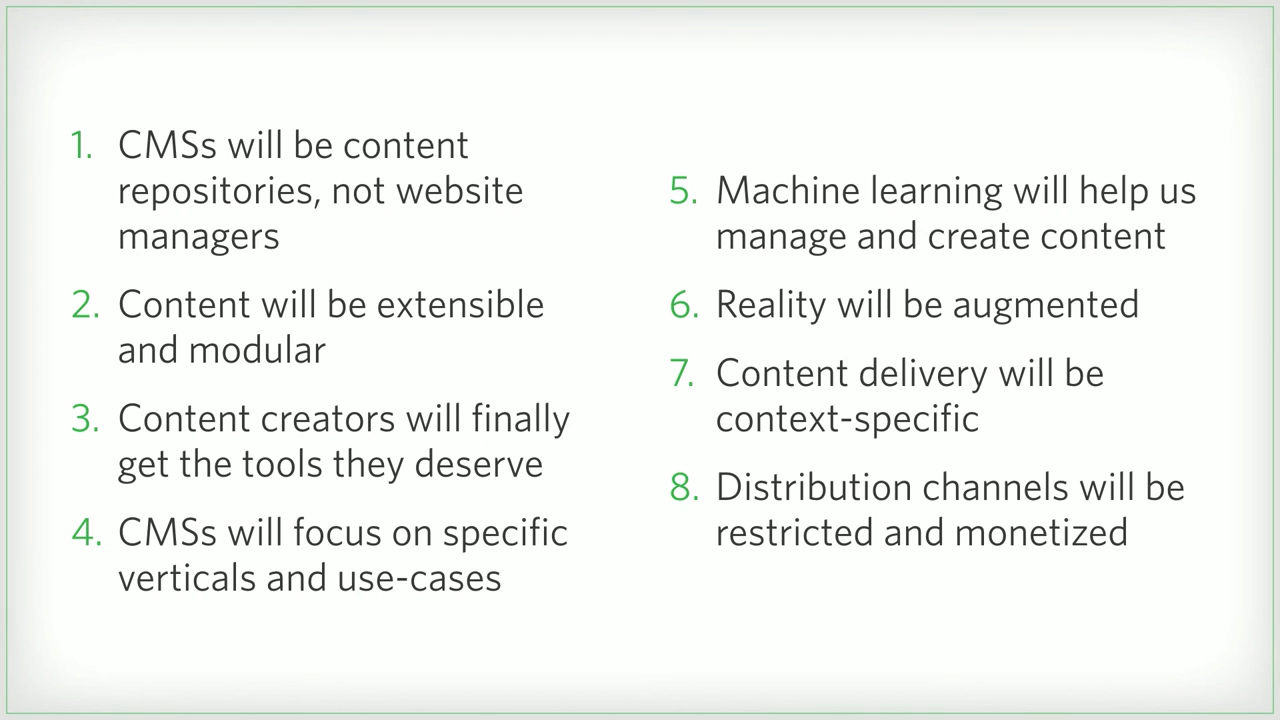 1. CMSs will be content
repositories, not website
managers
2. Content will be extensible
and modular
3. Content creators will finally
get the tools they deserve
4. CMSs will focus on specific
verticals and use-cases
5. Machine learning will help us
manage and create content
6. Reality will be augmented
7. Content delivery will be
context-specific
8. Distribution channels will be
restricted and monetized